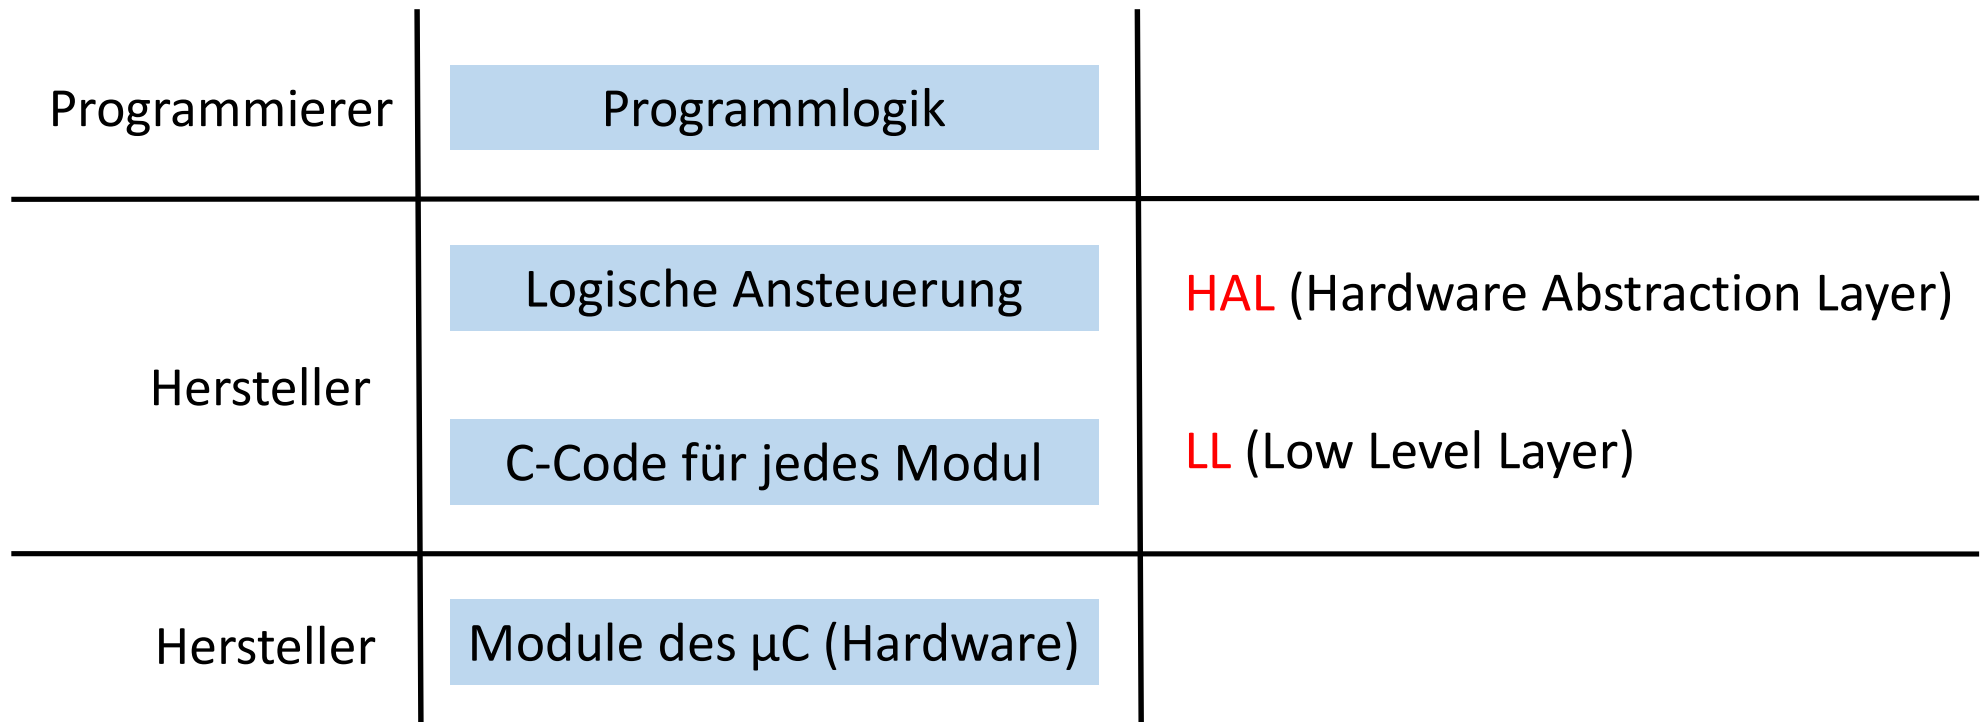 Programmierer
Programmlogik
Logische Ansteuerung
HAL (Hardware Abstraction Layer)
Hersteller
C-Code für jedes Modul
LL (Low Level Layer)
Hersteller
Module des µC (Hardware)